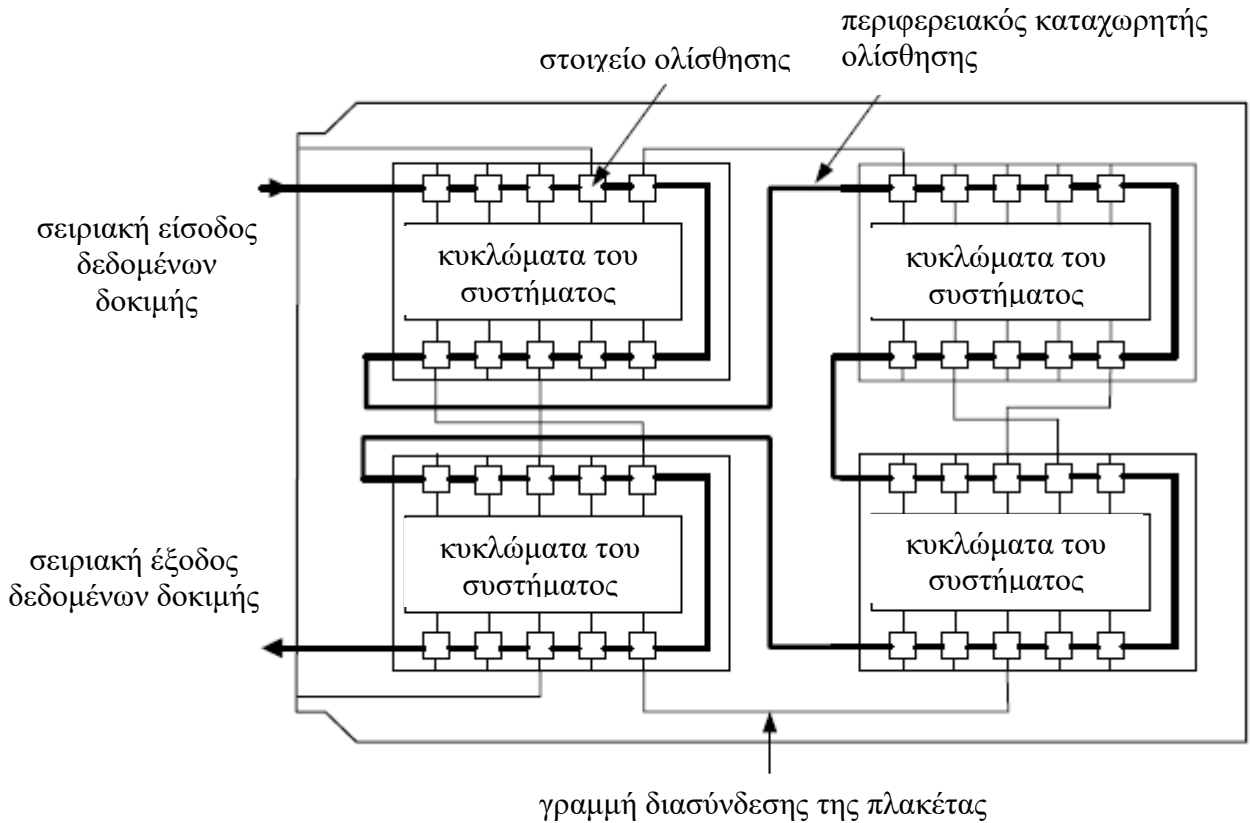 περιφερειακός καταχωρητής
ολίσθησης
στοιχείο ολίσθησης
σειριακή είσοδος
δεδομένων
δοκιμής
κυκλώματα του
συστήματος
κυκλώματα του
συστήματος
κυκλώματα του
συστήματος
κυκλώματα του
συστήματος
σειριακή έξοδος
δεδομένων δοκιμής
γραμμή διασύνδεσης της πλακέτας